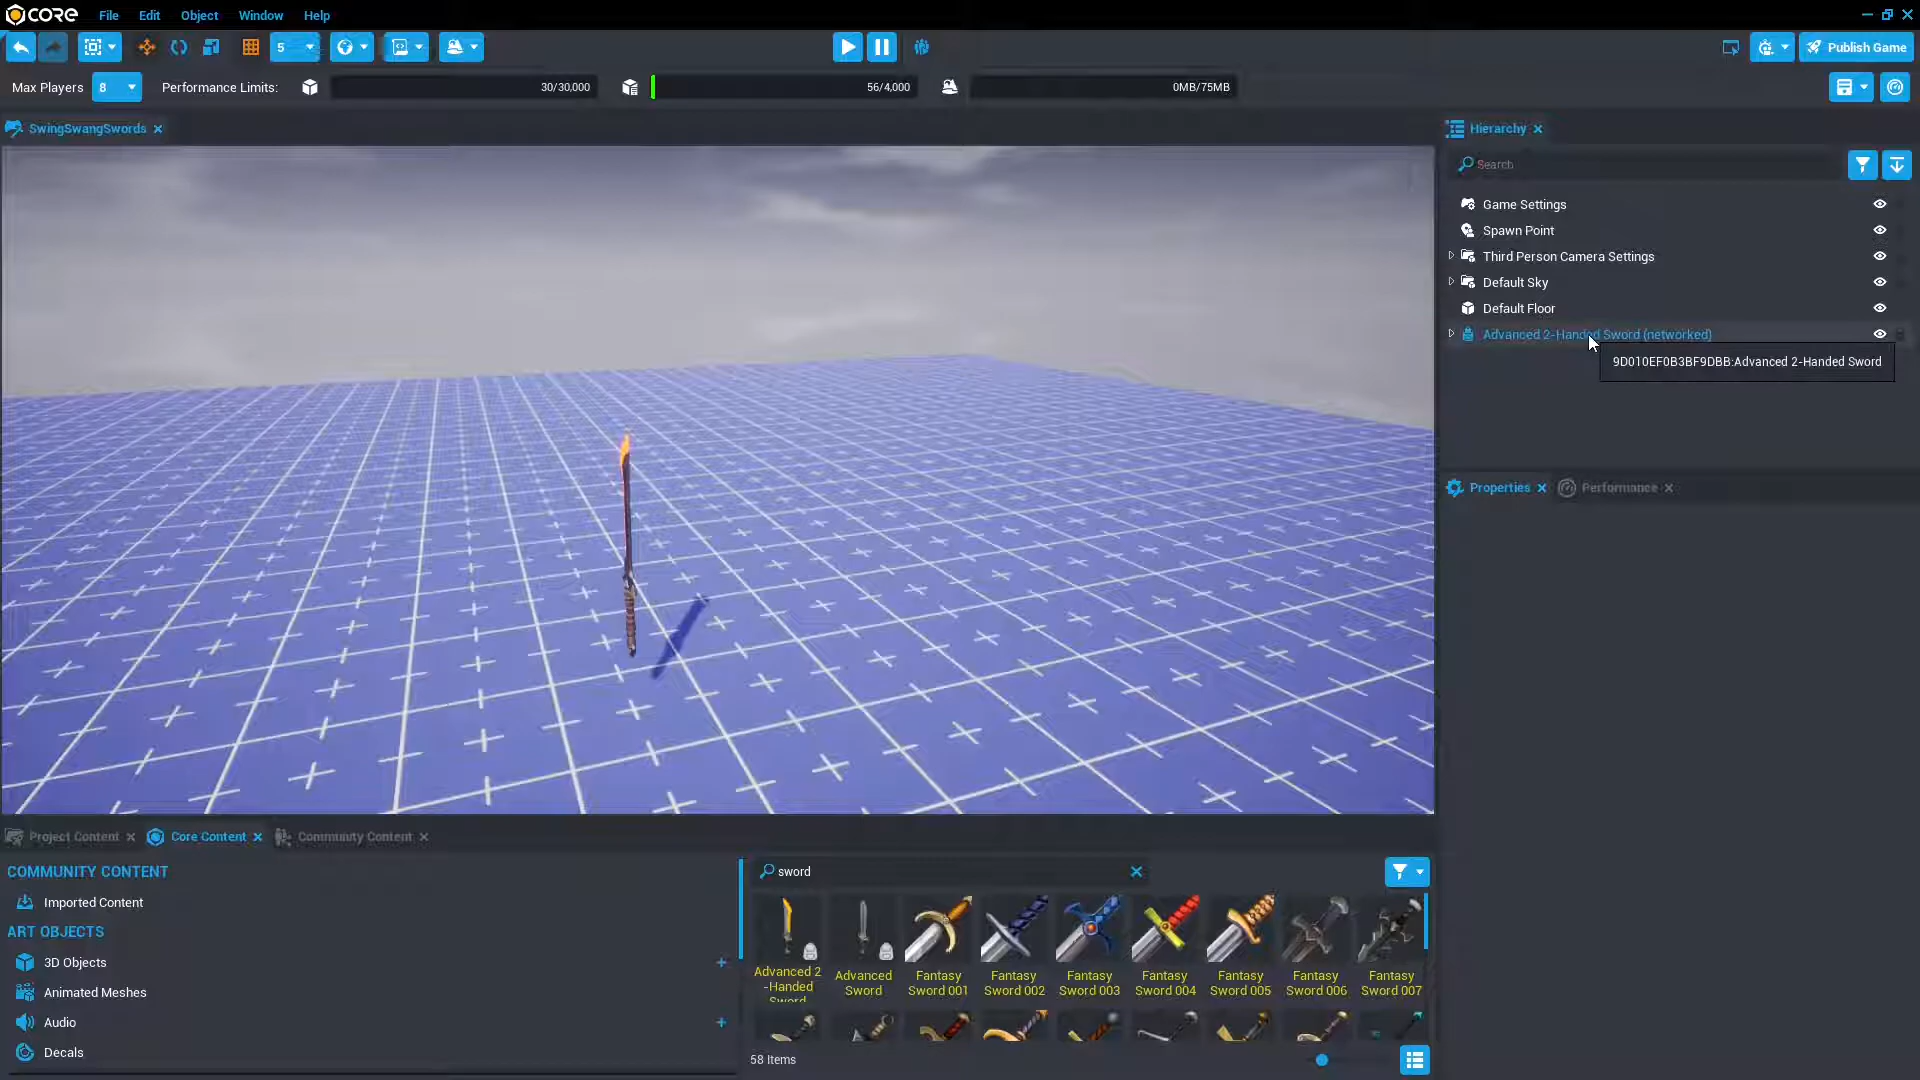 CORE File Edit Object Window Help
5 Publish Game
Max Players 8 Performance Limits: 30/30,000 56/4,000 0MB/75MB
SwingSwangSwords
Hierarchy
Search
Game Settings
Spawn Point
Third Person Camera Settings
Default Sky
Default Floor
Advanced 2-Handed Sword (networked)
9D010EF0B3BF9DBB:Advanced 2-Handed Sword
Properties Performance
Project Content Core Content Community Content
COMMUNITY CONTENT
Imported Content
ART OBJECTS
3D Objects
Animated Meshes
Audio
Decals
sword
Advanced 2
-Handed
Sword
Advanced
Sword
Fantasy
Sword 001
Fantasy
Sword 002
Fantasy
Sword 003
Fantasy
Sword 004
Fantasy
Sword 005
Fantasy
Sword 006
Fantasy
Sword 007
58 Items